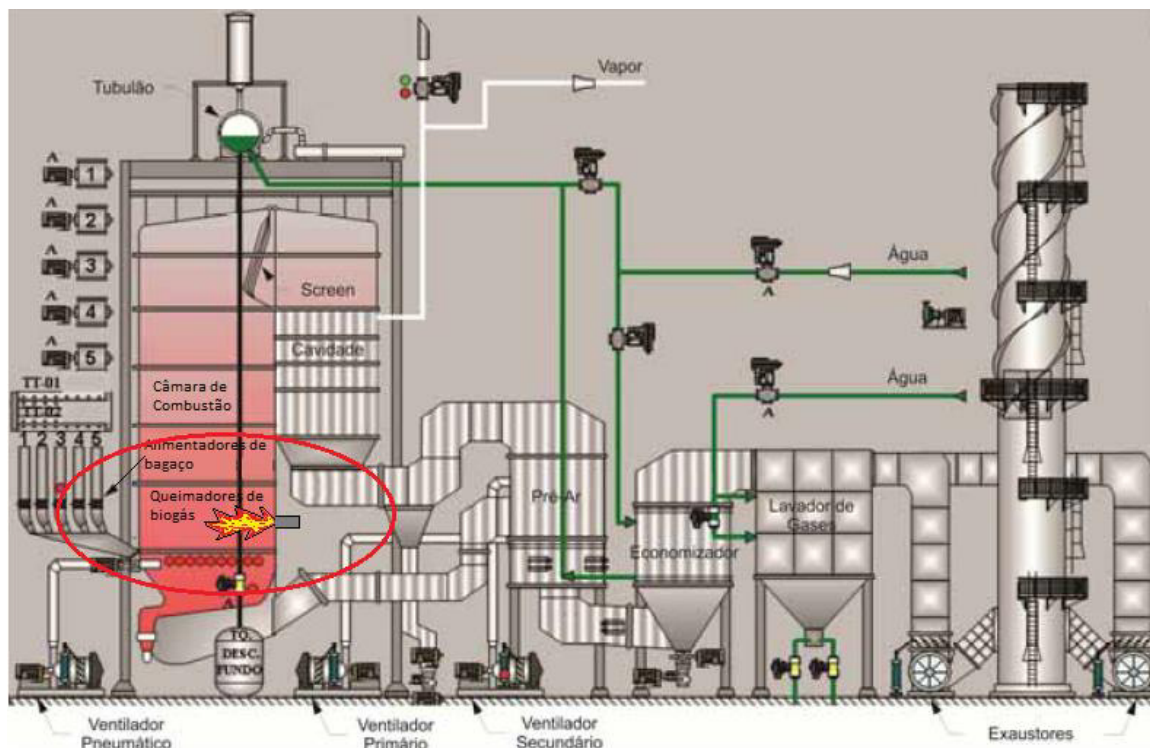 Vapor
Tubulão
A
1
A
2
A
3
A
4
A
5
Screen
Cavidade
Água
A
Água
A
TT-01
TT-02
1 2 3 4 5
Câmara de
Combustão
Alimentadores de
bagaço
Queimadores de
biogás
Pré-Ar
Economizador
Lavador de
Gases
A
TQ.
DESC.
FUNDO
Ventilador
Pneumático
Ventilador
Primário
Ventilador
Secundário
Exaustores